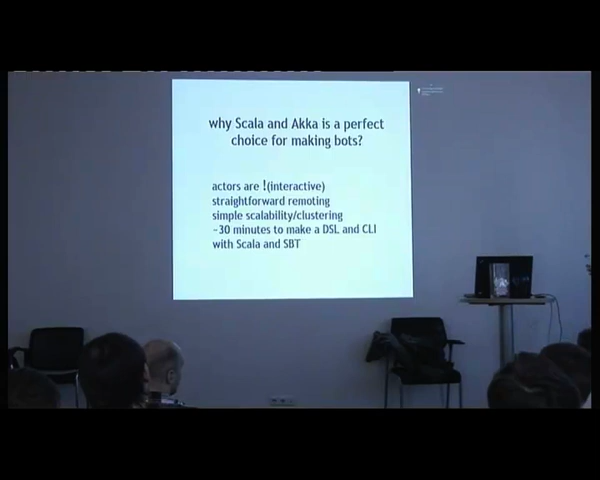 why Scala and Akka is a perfect
choice for making bots?
actors are !(interactive)
straightforward remoting
simple scalability/clustering
~30 minutes to make a DSL and CLI
with Scala and SBT